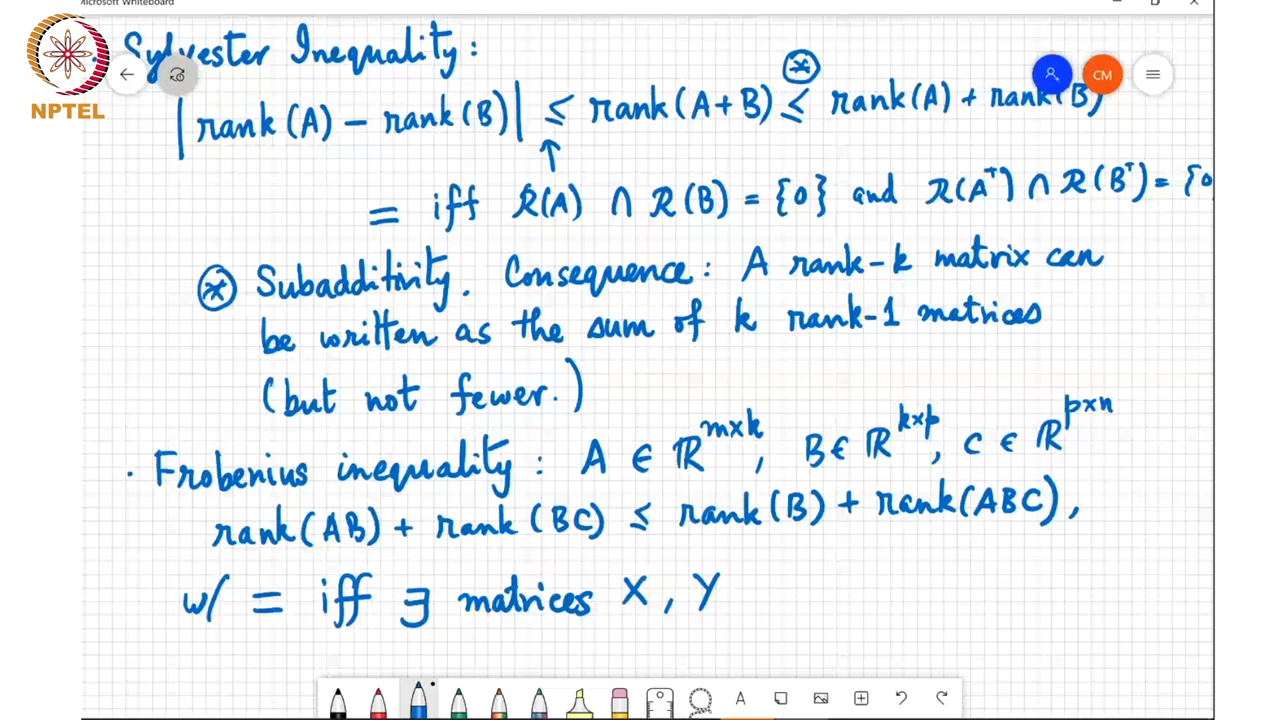 Microsoft Whiteboard
Sylvester Inequality :
| rank(A) - rank(B) | ≤ rank(A+B) ≤ rank(A) + rank(B)
= iff R(A) ∩ R(B) = {0} and R(Aᵀ) ∩ R(Bᵀ) = {0
* Subadditivity. Consequence : A rank-k matrix can
be written as the sum of k rank-1 matrices
(but not fewer.)
. Frobenius inequality : A ∈ ℝ^{m×k}, B ∈ ℝ^{k×p}, C ∈ ℝ^{p×n}
rank(AB) + rank(BC) ≤ rank(B) + rank(ABC),
w/ = iff ∃ matrices X, Y
NPTEL
CM
A